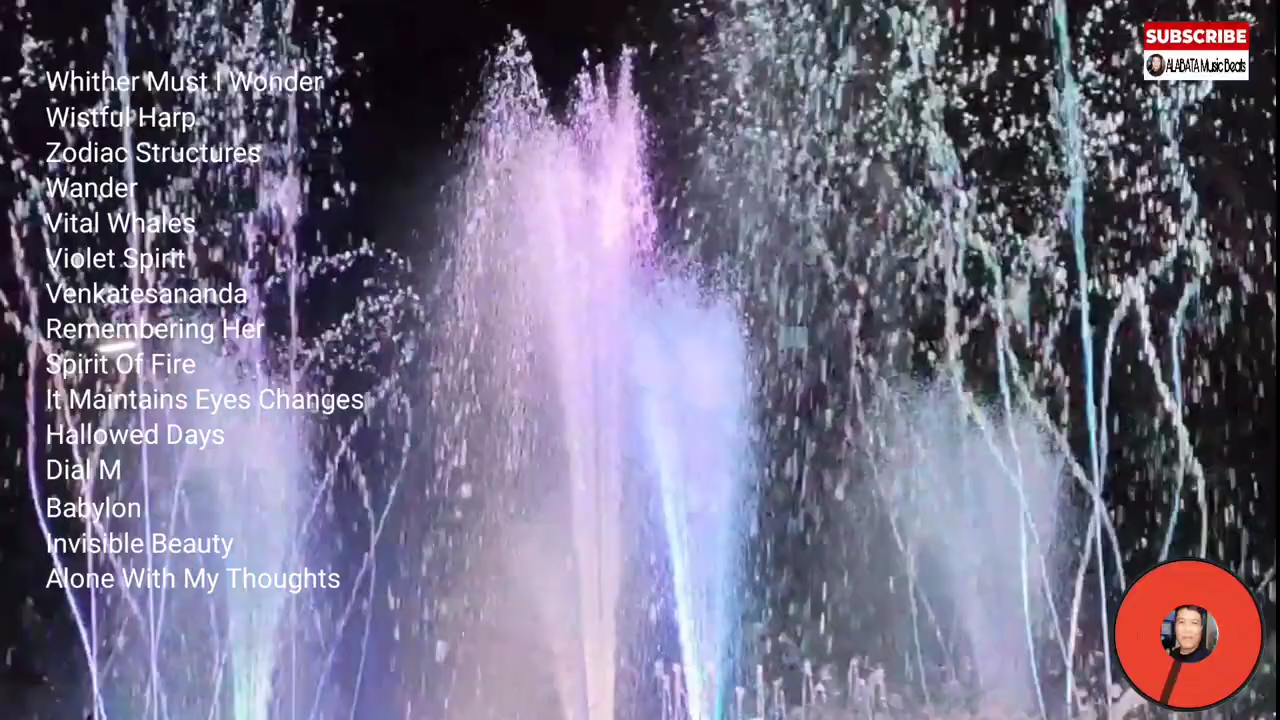 Whither Must I Wonder
Wistful Harp
Zodiac Structures
Wander
Vital Whales
Violet Spirit
Venkatesananda
Remembering Her
Spirit Of Fire
It Maintains Eyes Changes
Hallowed Days
Dial M
Babylon
Invisible Beauty
Alone With My Thoughts
SUBSCRIBE
ALABATA Music Beats